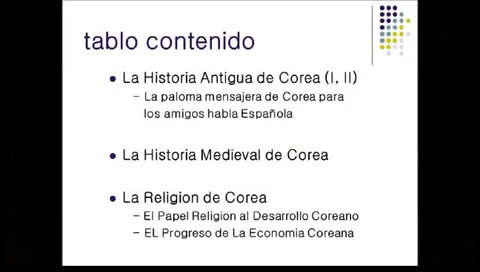 tablo contenido
La Historia Antigua de Corea (I, II)
– La paloma mensajera de Corea para
los amigos habla Española
La Historia Medieval de Corea
La Religion de Corea
– El Papel Religion al Desarrollo Coreano
– EL Progreso de La Economia Coreana